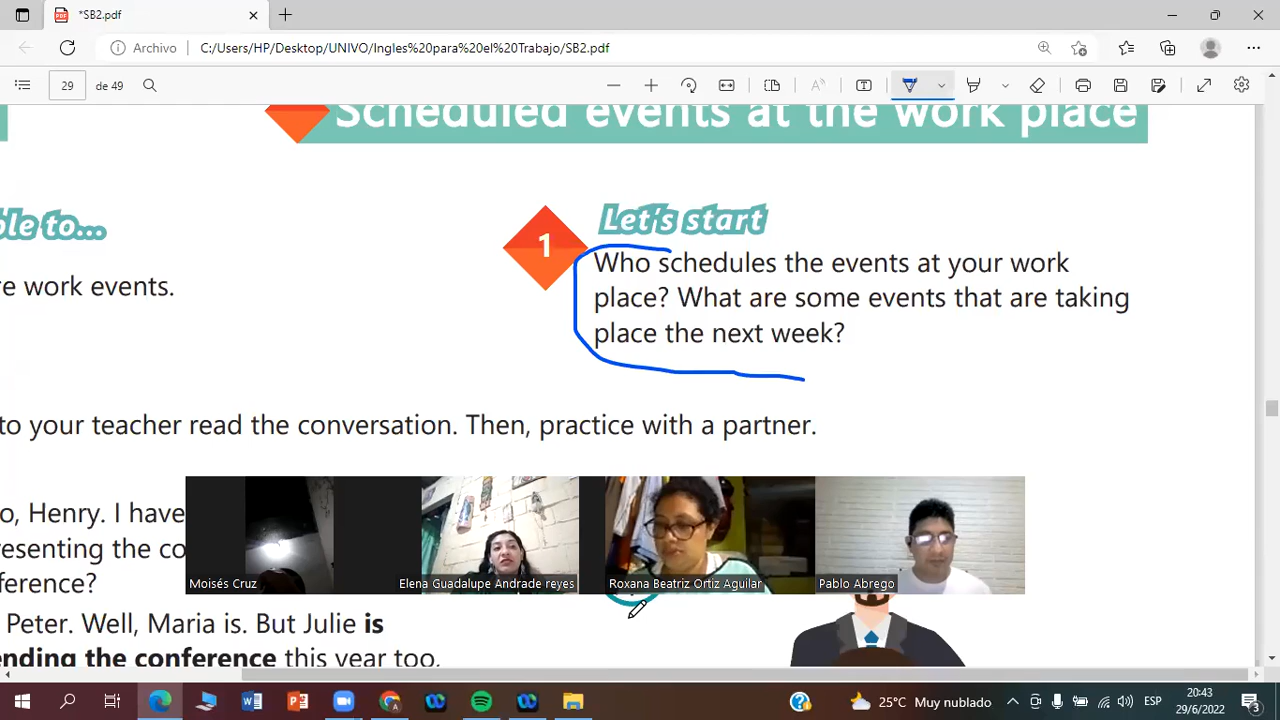 *SB2.pdf
Archivo
C:/Users/HP/Desktop/UNIVO/Ingles%20para%20el%20Trabajo/SB2.pdf
29
de 49
Scheduled events at the work place
ble to...
Let's start
1
Who schedules the events at your work
place? What are some events that are taking
place the next week?
re work events.
to your teacher read the conversation. Then, practice with a partner.
o, Henry. I have
resenting the co
ference?
Moisés Cruz
Elena Guadalupe Andrade reyes
Roxana Beatriz Ortiz Aguilar
Pablo Abrego
Peter. Well, Maria is. But Julie is
ending the conference this year too,
25°C Muy nublado
ESP
20:43
29/6/2022
3